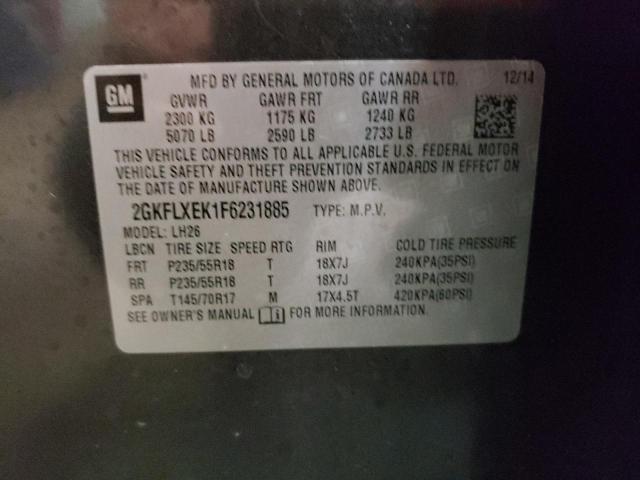 GM
MFD BY GENERAL MOTORS OF CANADA LTD. 12/14
GVWR GAWR FRT GAWR RR
2300 KG 1175 KG 1240 KG
5070 LB 2590 LB 2733 LB
THIS VEHICLE CONFORMS TO ALL APPLICABLE U.S. FEDERAL MOTOR
VEHICLE SAFETY AND THEFT PREVENTION STANDARDS IN EFFECT ON
THE DATE OF MANUFACTURE SHOWN ABOVE.
2GKFLXEK1F6231885 TYPE: M.P.V.
MODEL: LH26
LBCN TIRE SIZE SPEED RTG RIM COLD TIRE PRESSURE
FRT P235/55R18 T 18X7J 240KPA(35PSI)
RR P235/55R18 T 18X7J 240KPA(35PSI)
SPA T145/70R17 M 17X4.5T 420KPA(60PSI)
SEE OWNER'S MANUAL FOR MORE INFORMATION.